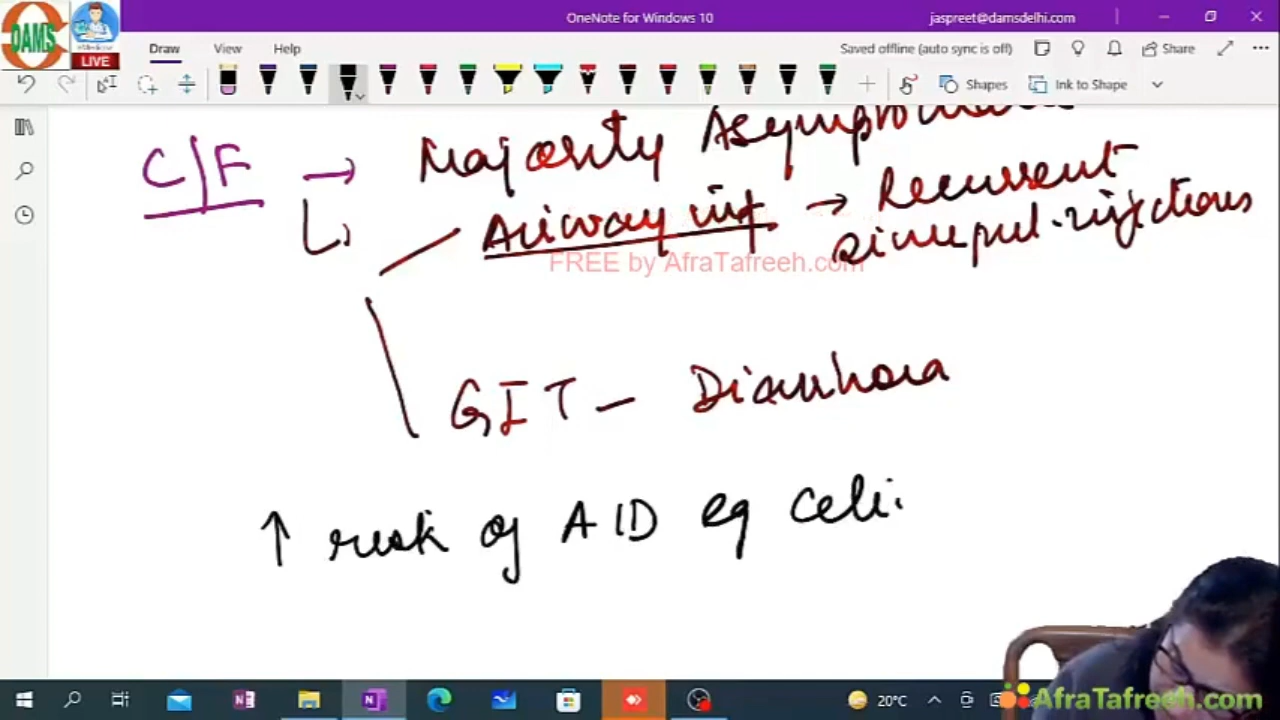 DAMS
eMedicoz
LIVE
OneNote for Windows 10
jaspreet@damsdelhi.com
Draw View Help
Saved offline (auto sync is off)
Share
Shapes
Ink to Shape
C/F → Majority Asymptomatic
Airway inf → Recurrent
sinupul. infections
FREE by AfraTafreeh.com
GIT - Diarrhoea
↑ risk of AID eg celi.
20°C
AfraTafreeh.com